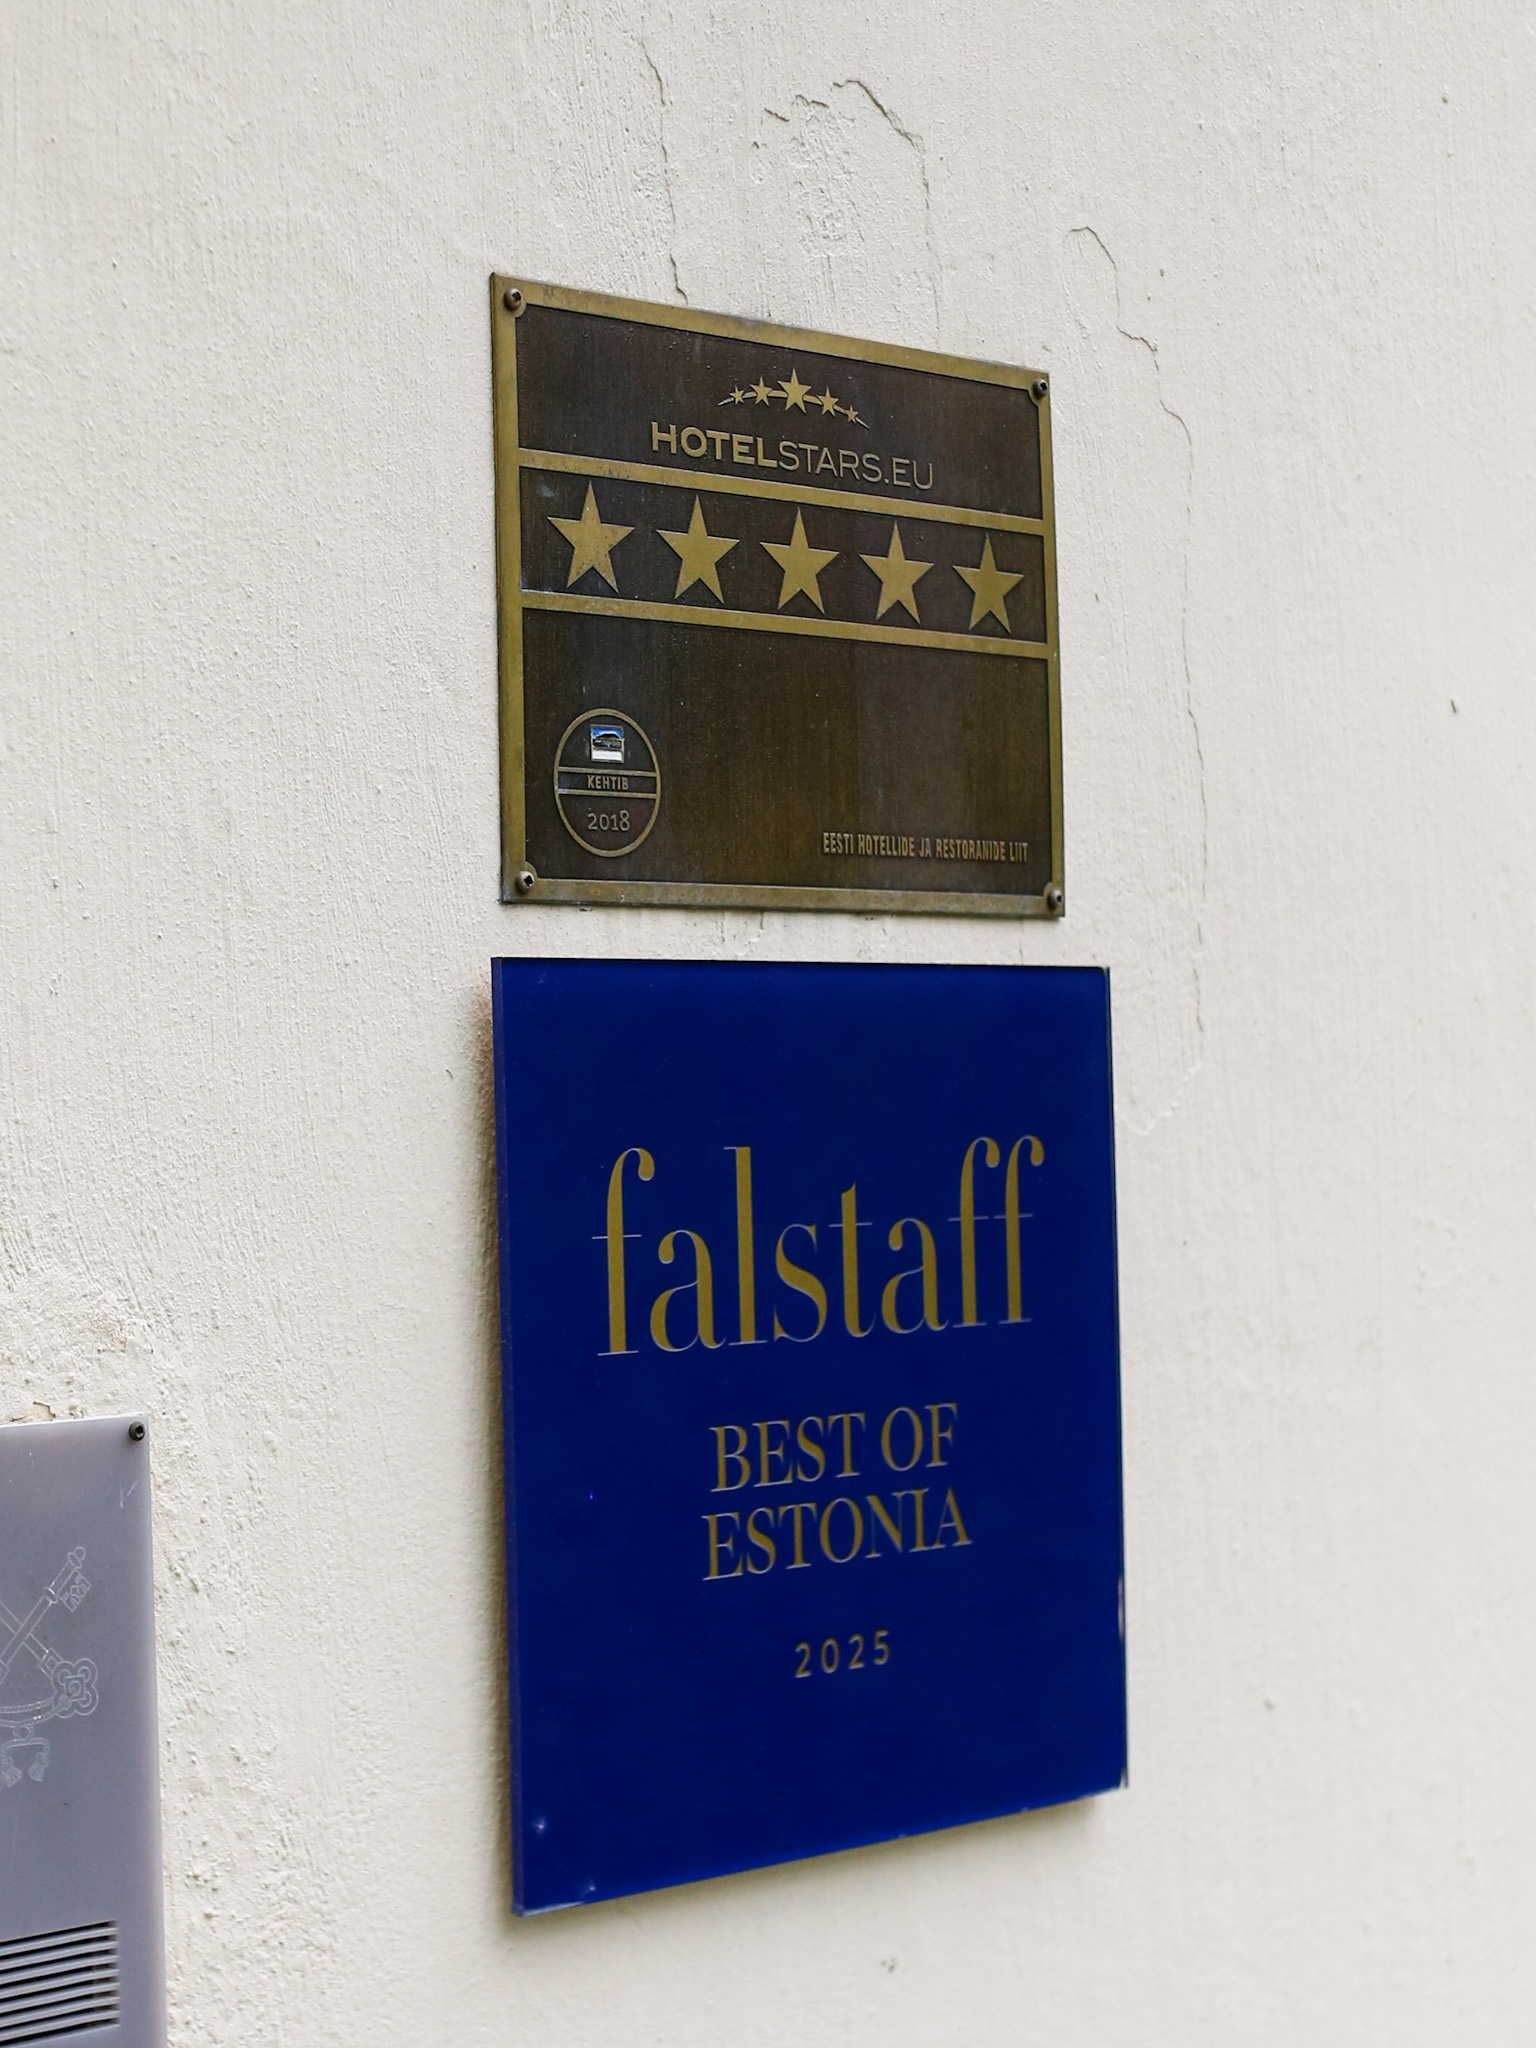 HOTELSTARS.EU
KEHTIB
2018
EESTI HOTELLIDE JA RESTORANIDE LIIT
falstaff
BEST OF
ESTONIA
2025